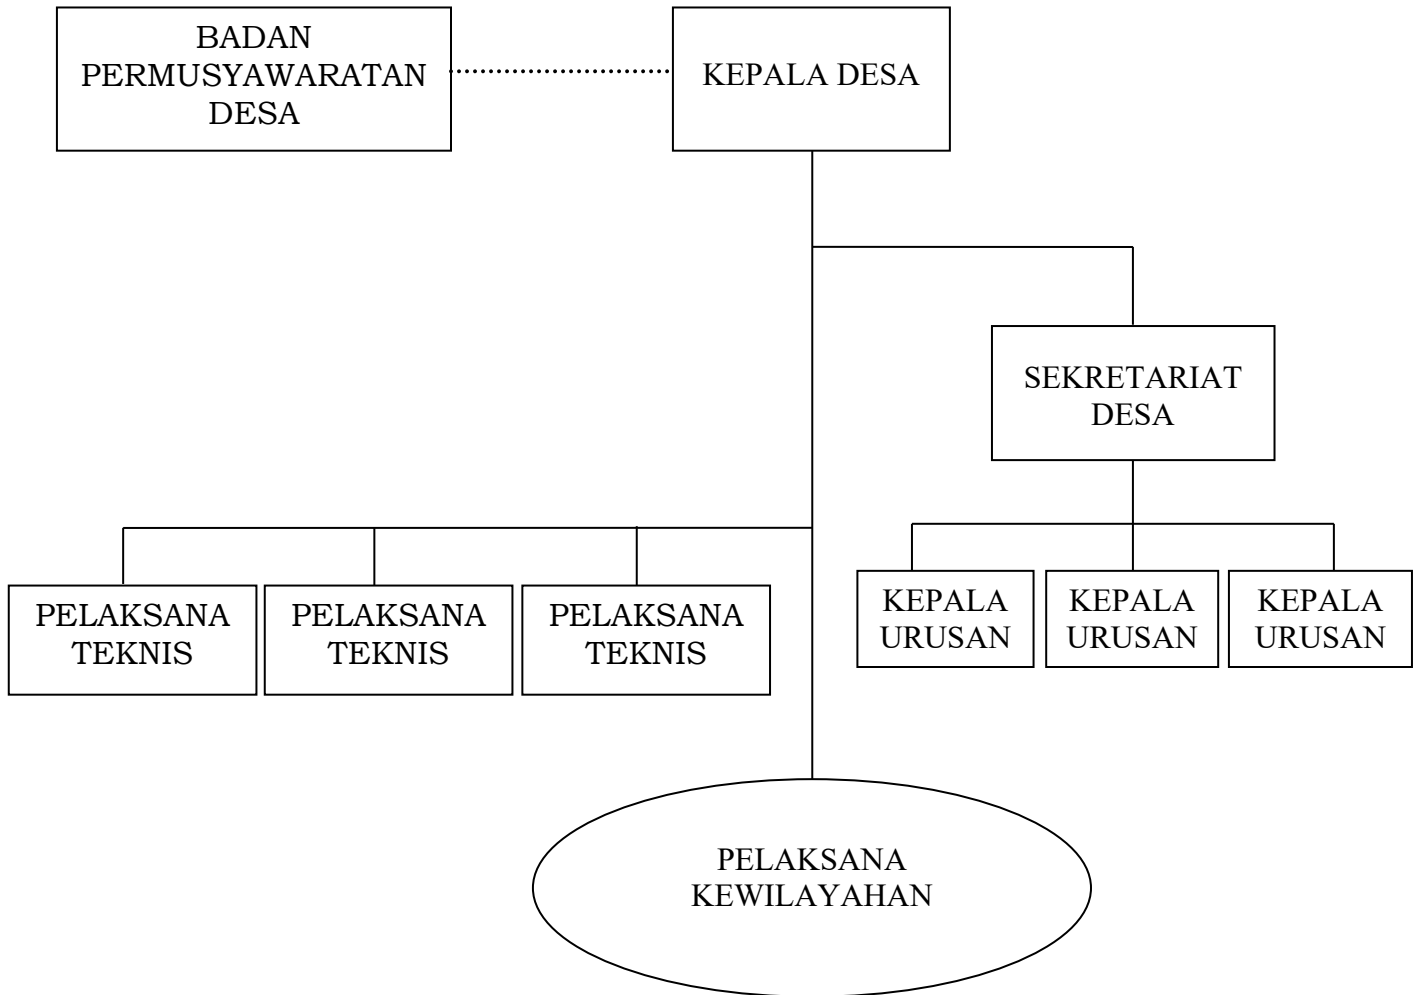 BADAN
PERMUSYAWARATAN
DESA
KEPALA DESA
SEKRETARIAT
DESA
PELAKSANA
TEKNIS
PELAKSANA
TEKNIS
PELAKSANA
TEKNIS
KEPALA
URUSAN
KEPALA
URUSAN
KEPALA
URUSAN
PELAKSANA
KEWILAYAHAN